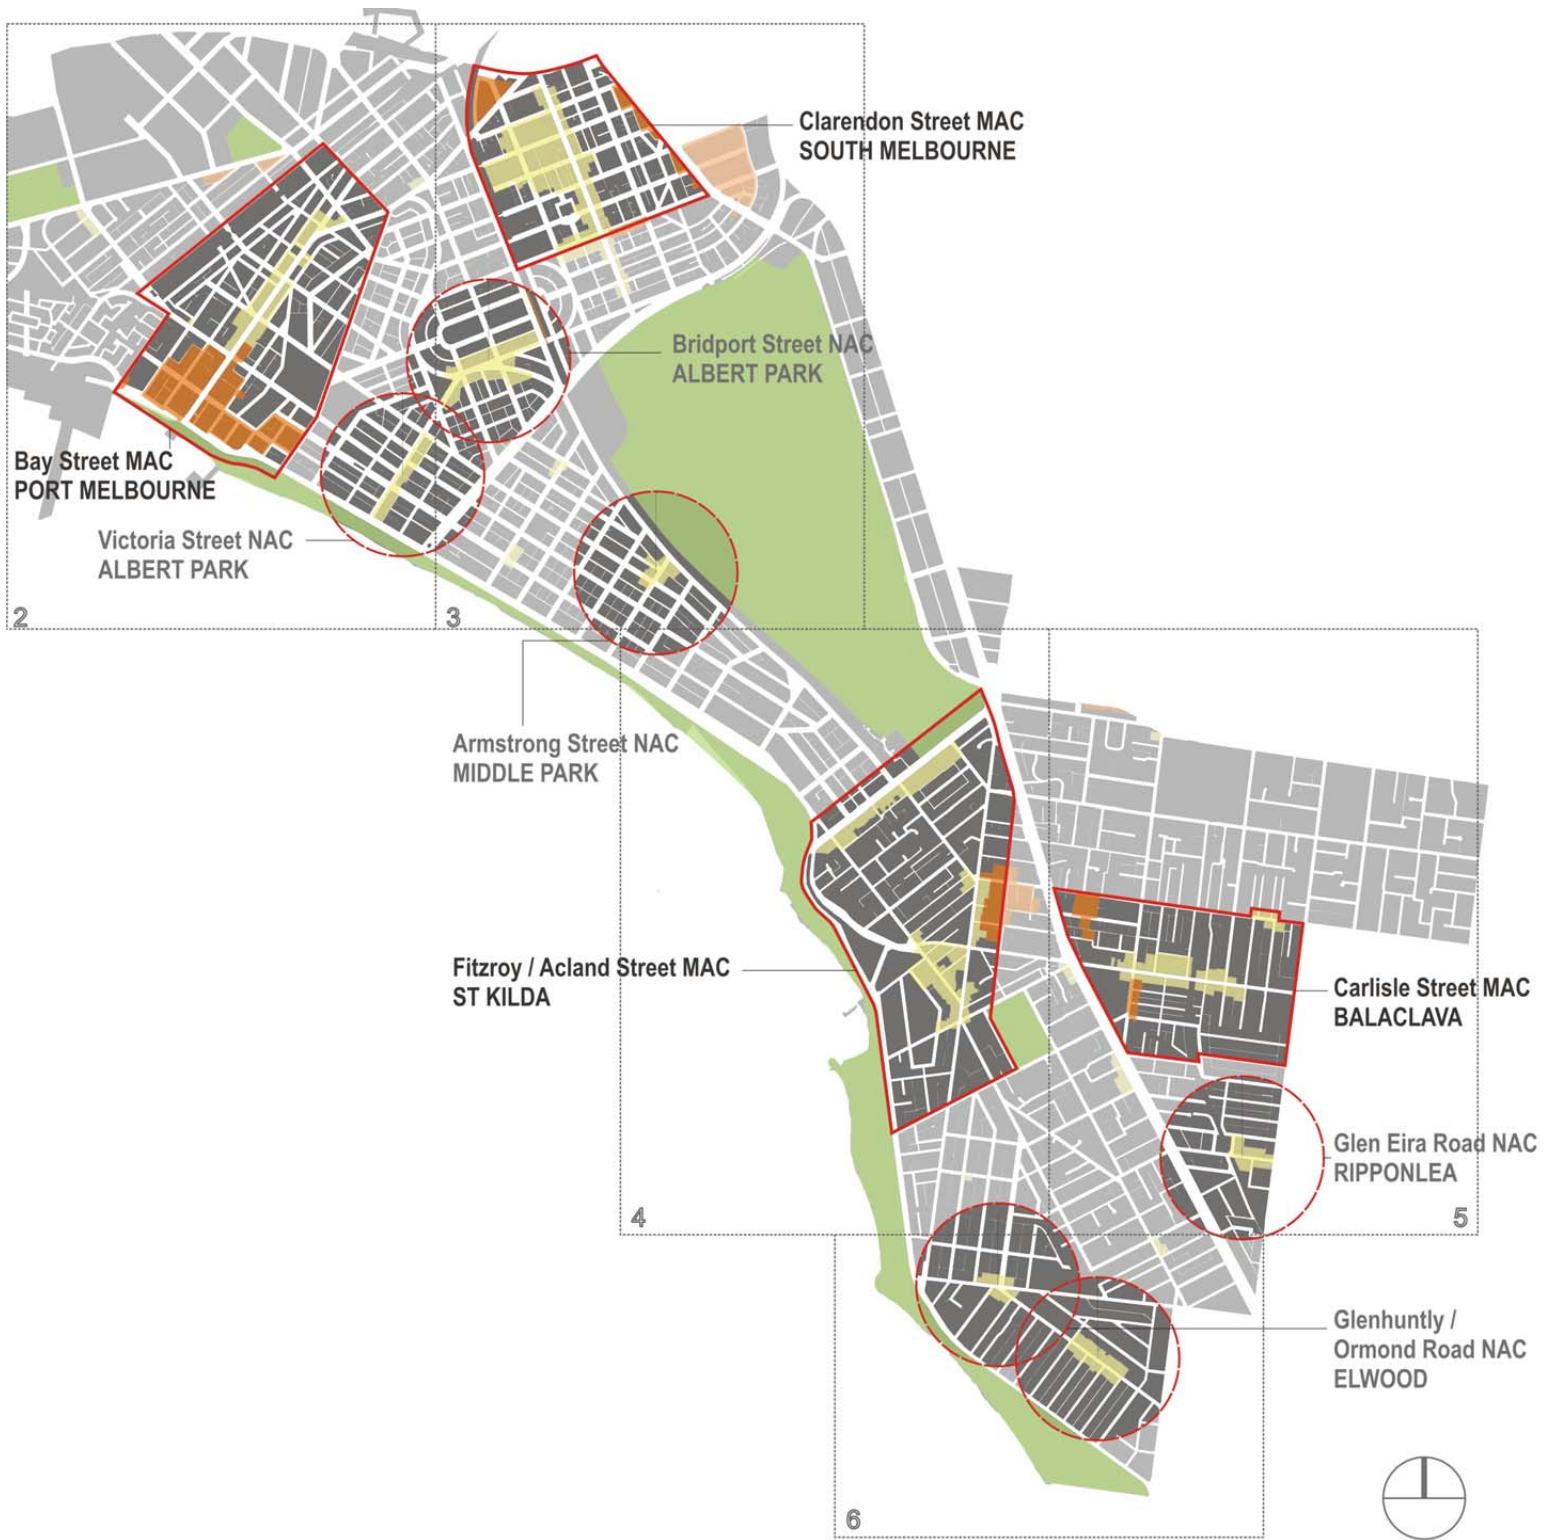 Clarendon Street MAC
SOUTH MELBOURNE
Bridport Street NAC
ALBERT PARK
Bay Street MAC
PORT MELBOURNE
Victoria Street NAC
ALBERT PARK
2
3
Armstrong Street NAC
MIDDLE PARK
Fitzroy / Acland Street MAC
ST KILDA
Carlisle Street MAC
BALACLAVA
Glen Eira Road NAC
RIPPONLEA
4
5
Glenhuntly /
Ormond Road NAC
ELWOOD
6